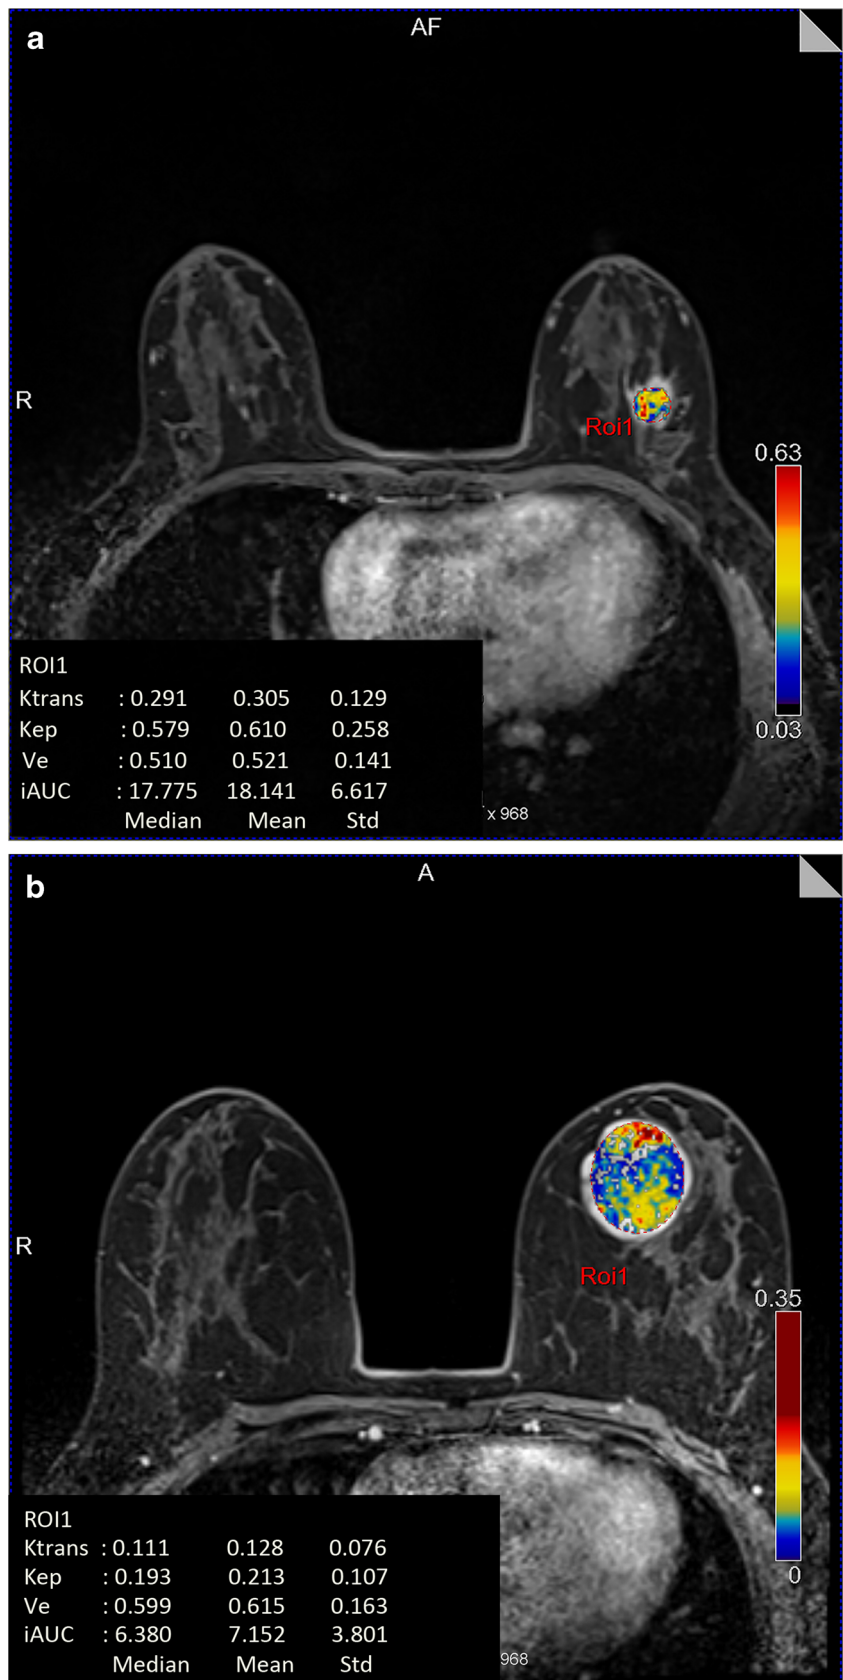 a
AF
R
Roi1
0.63
0.03
ROI1
Ktrans : 0.291 0.305 0.129
Kep : 0.579 0.610 0.258
Ve : 0.510 0.521 0.141
iAUC : 17.775 18.141 6.617
Median Mean Std
x 968
b
A
R
Roi1
0.35
0
ROI1
Ktrans : 0.111 0.128 0.076
Kep : 0.193 0.213 0.107
Ve : 0.599 0.615 0.163
iAUC : 6.380 7.152 3.801
968
Median Mean Std